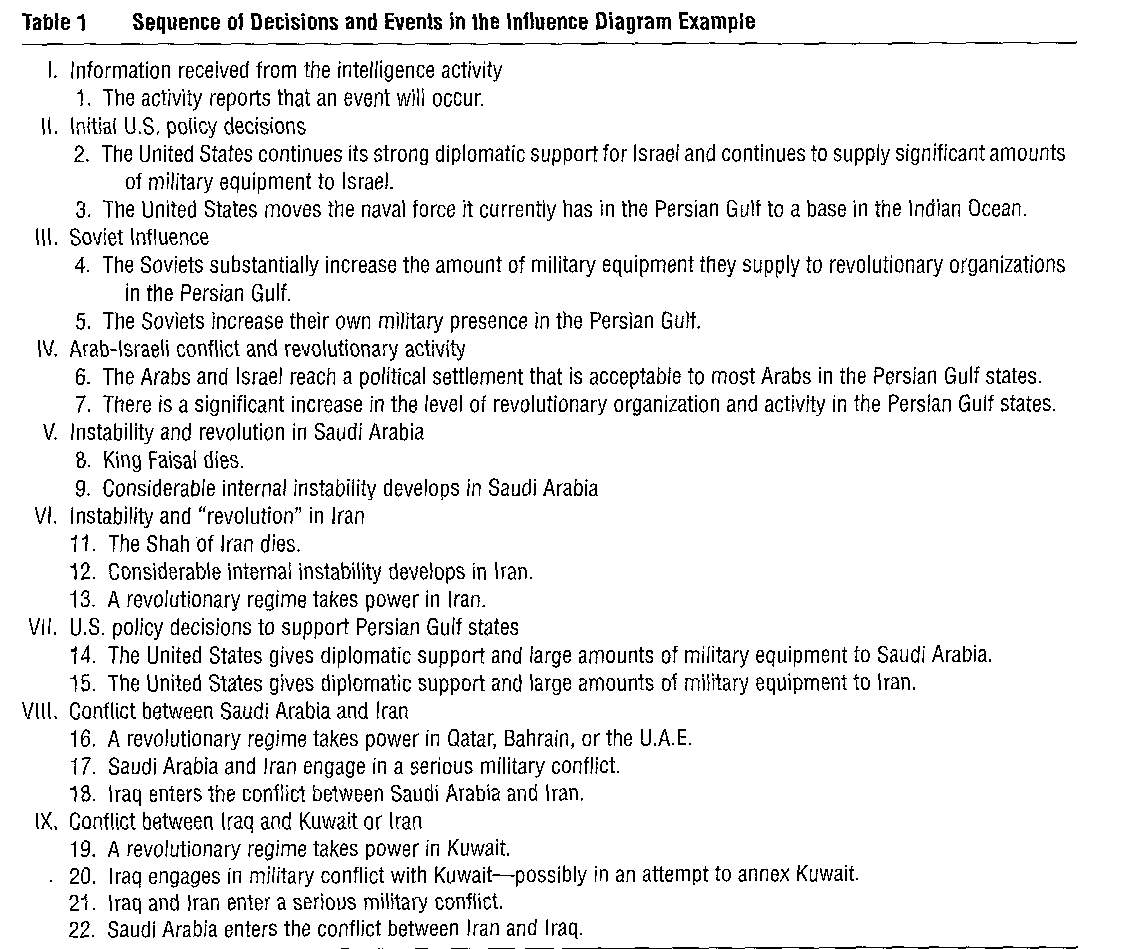 Table 1 Sequence of Decisions and Events in the Influence Diagram Example
I. Information received from the intelligence activity
1. The activity reports that an event will occur.
II. Initial U.S. policy decisions
2. The United States continues its strong diplomatic support for Israel and continues to supply significant amounts
of military equipment to Israel.
3. The United States moves the naval force it currently has in the Persian Gulf to a base in the Indian Ocean.
III. Soviet Influence
4. The Soviets substantially increase the amount of military equipment they supply to revolutionary organizations
in the Persian Gulf.
5. The Soviets increase their own military presence in the Persian Gulf.
IV. Arab-Israeli conflict and revolutionary activity
6. The Arabs and Israel reach a political settlement that is acceptable to most Arabs in the Persian Gulf states.
7. There is a significant increase in the level of revolutionary organization and activity in the Persian Gulf states.
V. Instability and revolution in Saudi Arabia
8. King Faisal dies.
9. Considerable internal instability develops in Saudi Arabia
VI. Instability and “revolution” in Iran
11. The Shah of Iran dies.
12. Considerable internal instability develops in Iran.
13. A revolutionary regime takes power in Iran.
VII. U.S. policy decisions to support Persian Gulf states
14. The United States gives diplomatic support and large amounts of military equipment to Saudi Arabia.
15. The United States gives diplomatic support and large amounts of military equipment to Iran.
VIII. Conflict between Saudi Arabia and Iran
16. A revolutionary regime takes power in Qatar, Bahrain, or the U.A.E.
17. Saudi Arabia and Iran engage in a serious military conflict.
18. Iraq enters the conflict between Saudi Arabia and Iran.
IX. Conflict between Iraq and Kuwait or Iran
19. A revolutionary regime takes power in Kuwait.
20. Iraq engages in military conflict with Kuwait—possibly in an attempt to annex Kuwait.
21. Iraq and Iran enter a serious military conflict.
22. Saudi Arabia enters the conflict between Iran and Iraq.